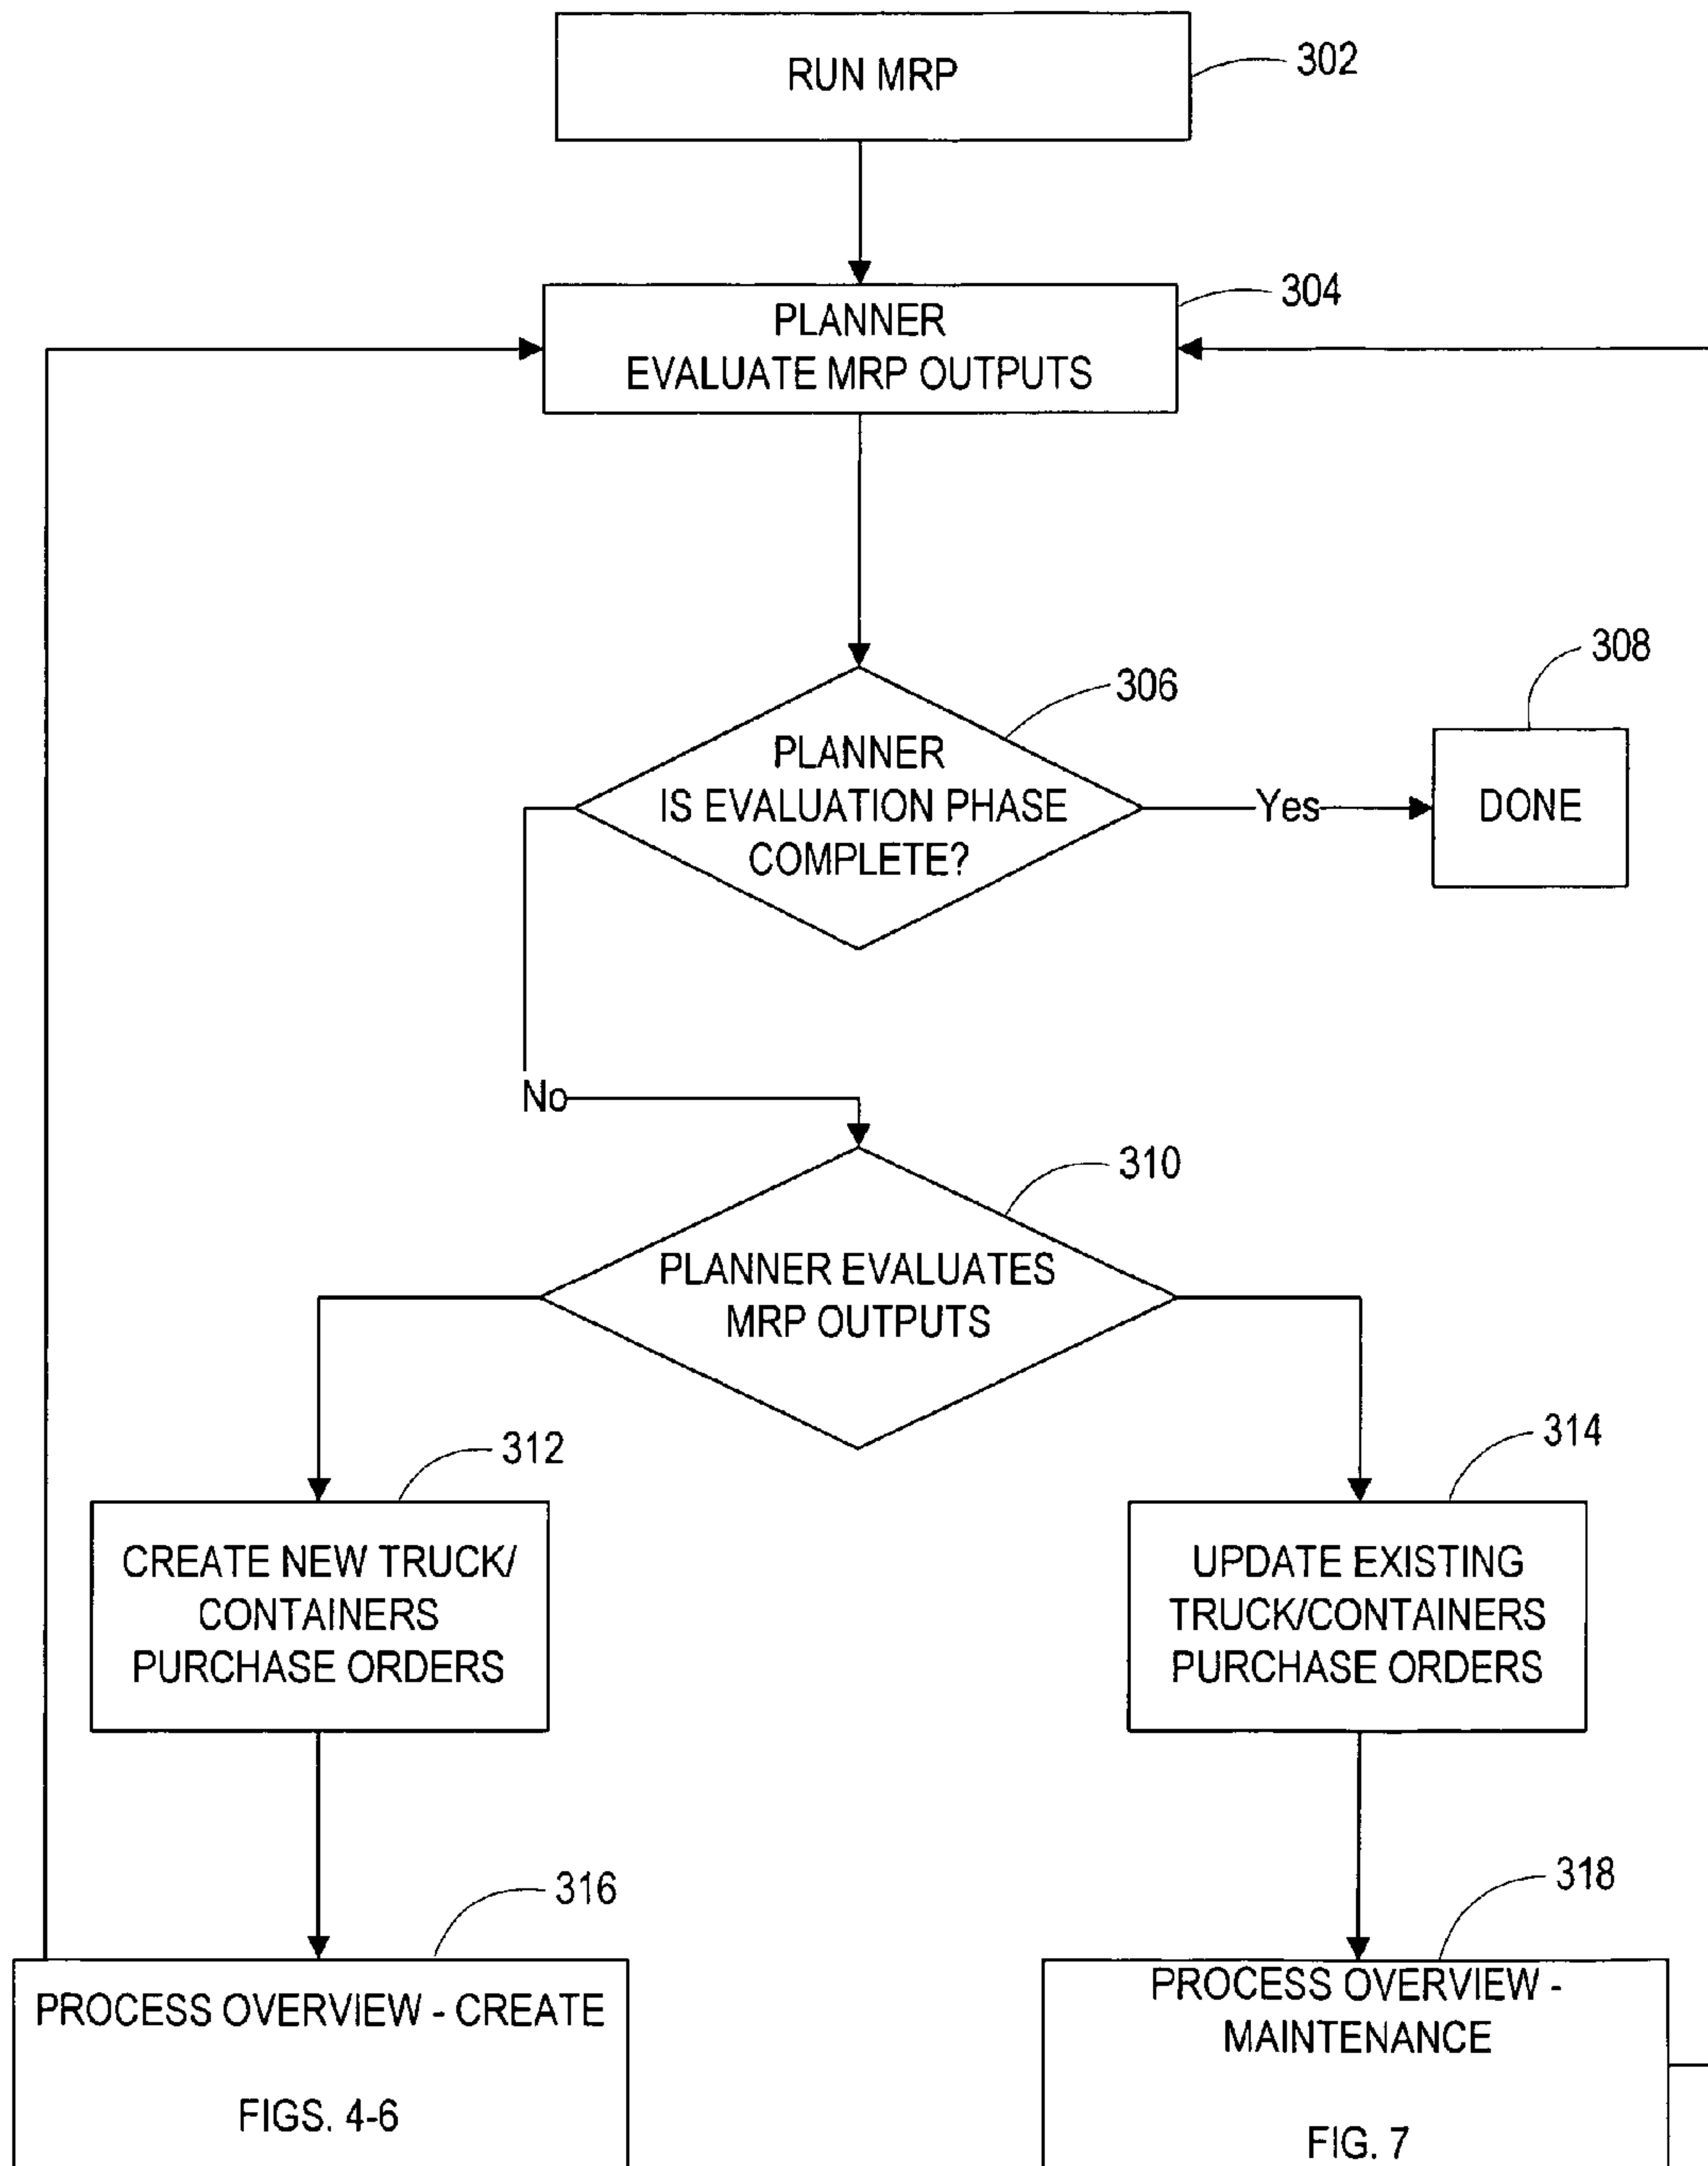 RUN MRP
302
304
PLANNER
EVALUATE MRP OUTPUTS
308
306
PLANNER
IS EVALUATION PHASE
COMPLETE?
Yes
DONE
No
310
PLANNER EVALUATES
MRP OUTPUTS
312
314
CREATE NEW TRUCK/
CONTAINERS
PURCHASE ORDERS
UPDATE EXISTING
TRUCK/CONTAINERS
PURCHASE ORDERS
316
318
PROCESS OVERVIEW - CREATE
FIGS. 4-6
PROCESS OVERVIEW -
MAINTENANCE
FIG. 7